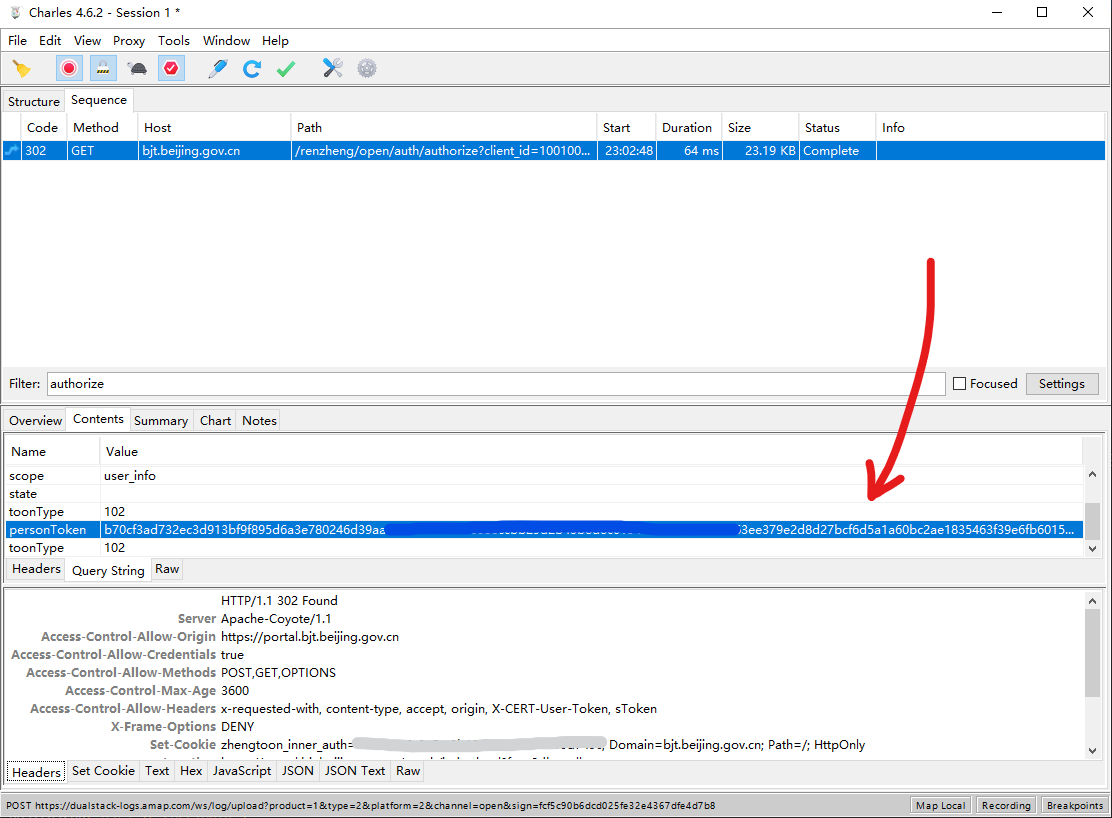 Charles 4.6.2 - Session 1 *
File Edit View Proxy Tools Window Help
Structure Sequence
Code Method Host Path Start Duration Size Status Info
302 GET bjt.beijing.gov.cn /renzheng/open/auth/authorize?client_id=100100... 23:02:48 64 ms 23.19 KB Complete
Filter: authorize Focused Settings
Overview Contents Summary Chart Notes
Name Value
scope user_info
state
toonType 102
personToken b70cf3ad732ec3d913bf9f895d6a3e780246d39aa 3ee379e2d8d27bcf6d5a1a60bc2ae1835463f39e6fb6015...
toonType 102
Headers Query String Raw
HTTP/1.1 302 Found
Server Apache-Coyote/1.1
Access-Control-Allow-Origin https://portal.bjt.beijing.gov.cn
Access-Control-Allow-Credentials true
Access-Control-Allow-Methods POST,GET,OPTIONS
Access-Control-Max-Age 3600
Access-Control-Allow-Headers x-requested-with, content-type, accept, origin, X-CERT-User-Token, sToken
X-Frame-Options DENY
Set-Cookie zhengtoon_inner_auth= Domain=bjt.beijing.gov.cn; Path=/; HttpOnly
Headers Set Cookie Text Hex JavaScript JSON JSON Text Raw
POST https://dualstack-logs.amap.com/ws/log/upload?product=1&type=2&platform=2&channel=open&sign=fcf5c90b6dcd025fe32e4367dfe4d7b8 Map Local Recording Breakpoints